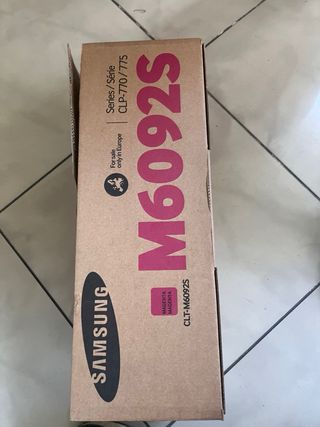 SAMSUNG
M6092S
MAGENTA
MAGENTA
CLT-M6092S
For sale
only in Europe
Series / Série
CLP-770 / 775